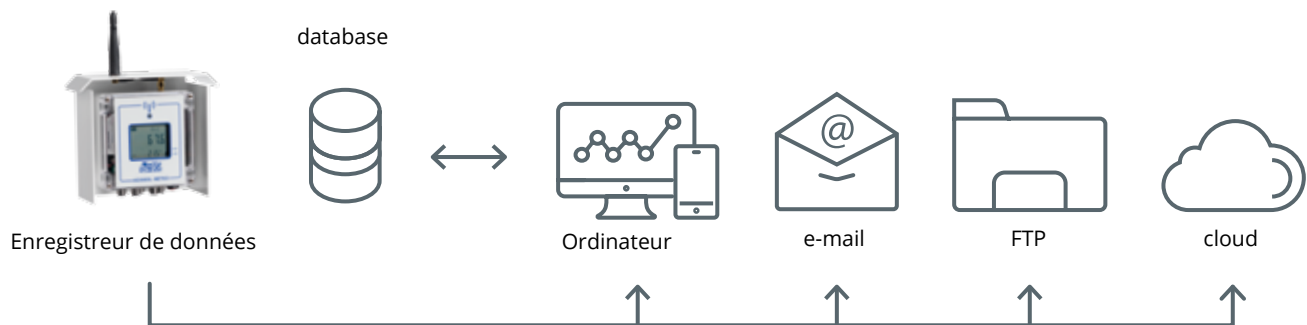 database
@
Enregistreur de données
Ordinateur
e-mail
FTP
cloud